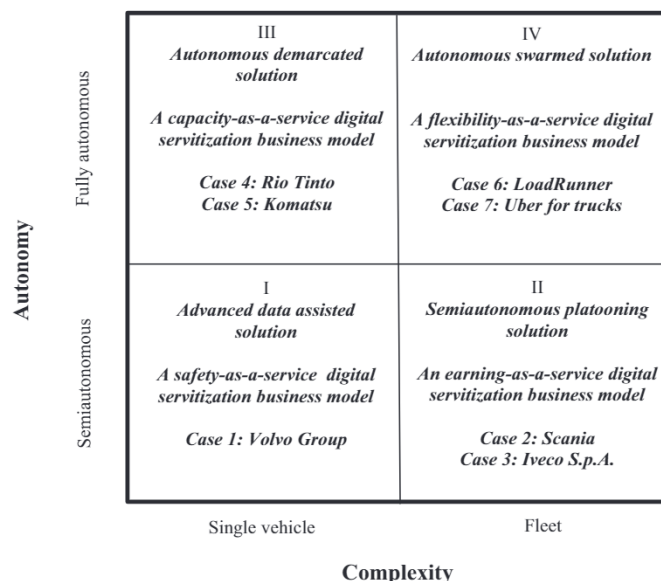 III
Autonomous demarcated
solution
A capacity-as-a-service digital
servitization business model
Case 4: Rio Tinto
Case 5: Komatsu
IV
Autonomous swarmed solution
A flexibility-as-a-service digital
servitization business model
Case 6: LoadRunner
Case 7: Uber for trucks
Fully autonomous
Autonomy
Semiautonomous
I
Advanced data assisted
solution
A safety-as-a-service digital
servitization business model
Case 1: Volvo Group
II
Semiautonomous platooning
solution
An earning-as-a-service digital
servitization business model
Case 2: Scania
Case 3: Iveco S.p.A.
Single vehicle
Fleet
Complexity